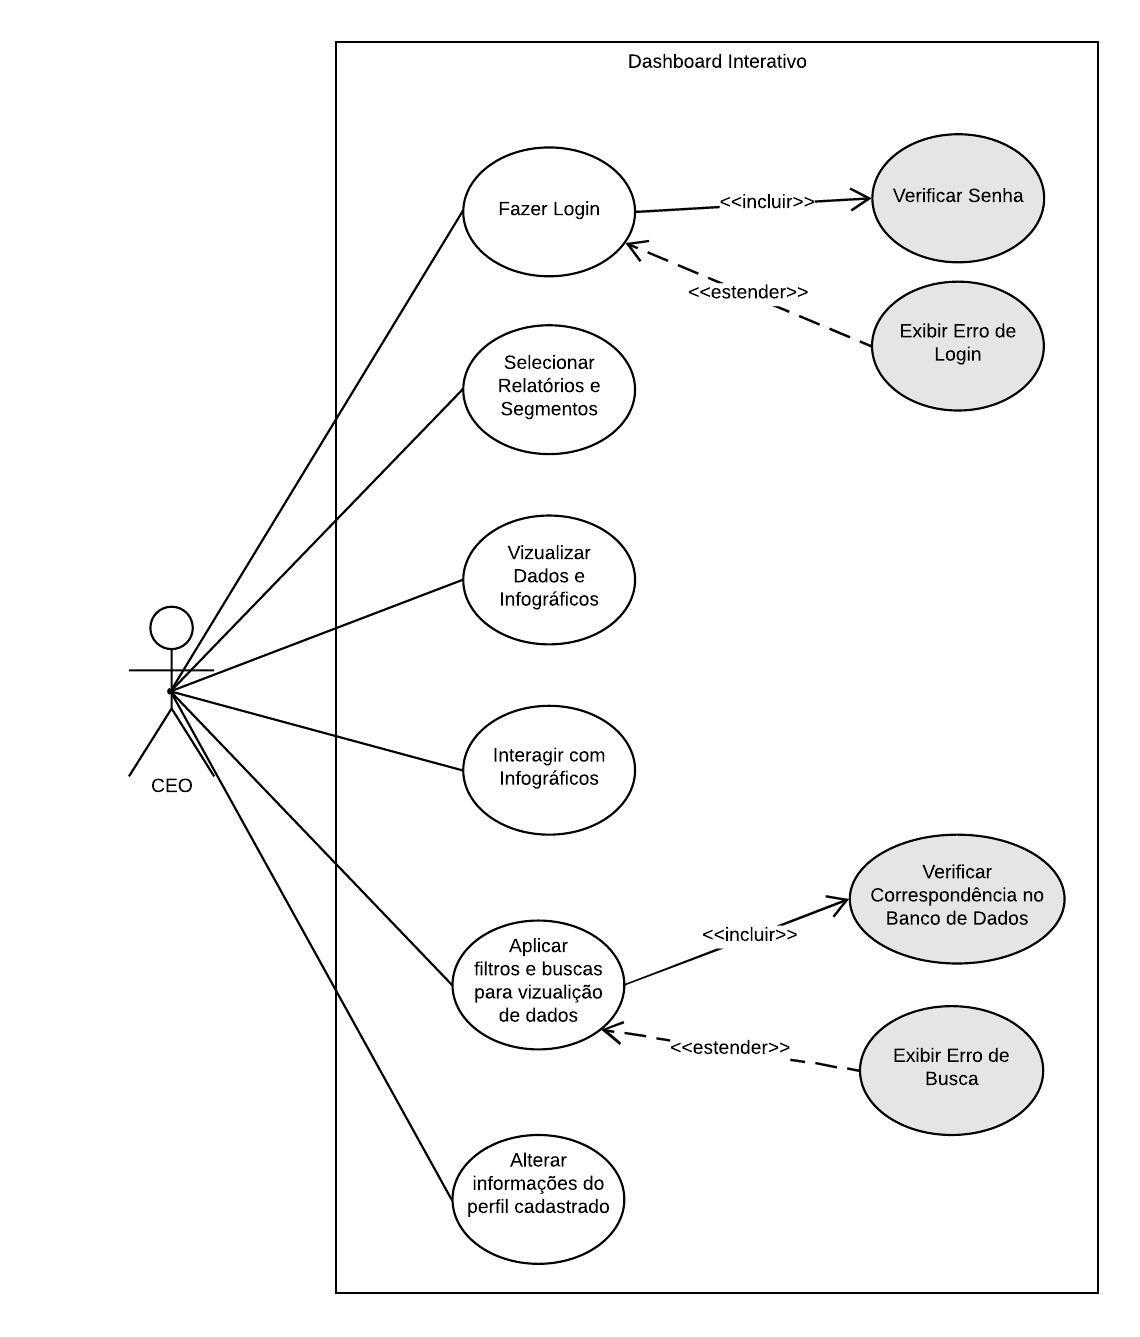 Dashboard Interativo
Fazer Login
<<incluir>>
Verificar Senha
<<estender>>
Exibir Erro de
Login
Selecionar
Relatórios e
Segmentos
Vizualizar
Dados e
Infográficos
CEO
Interagir com
Infográficos
Aplicar
filtros e buscas
para vizualição
de dados
<<incluir>>
Verificar
Correspondência no
Banco de Dados
<<estender>>
Exibir Erro de
Busca
Alterar
informações do
perfil cadastrado